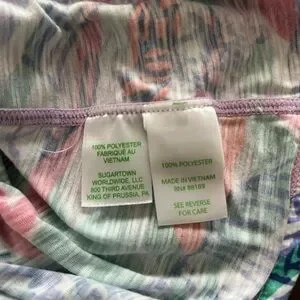 100% POLYESTER
FABRIQUÉ AU
VIETNAM
SUGARTOWN
WORLDWIDE, LLC
800 THIRD AVENUE
KING OF PRUSSIA, PA
100% POLYESTER
MADE IN VIETNAM
RN# 88189
SEE REVERSE
FOR CARE